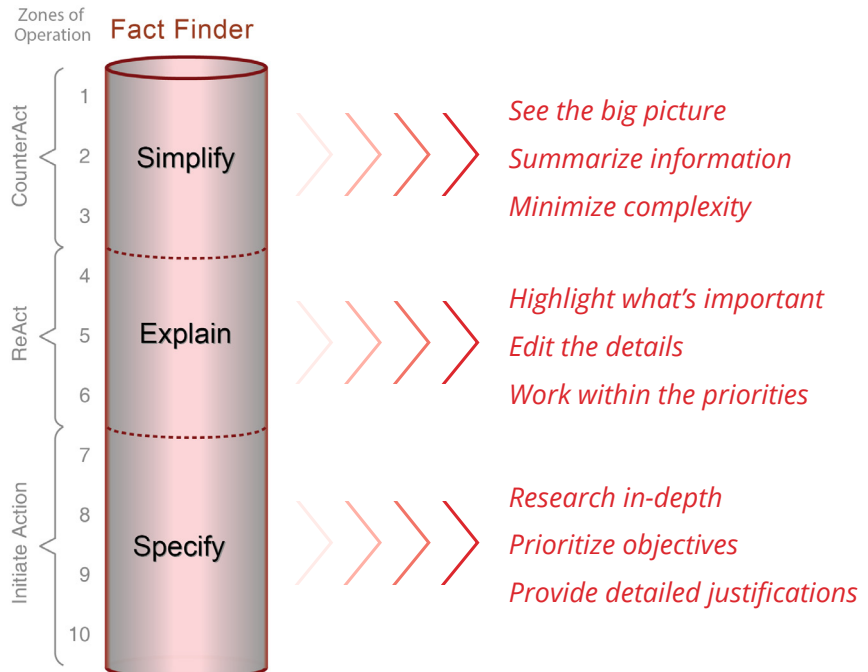 Zones of
Operation
Fact Finder
CounterAct
1
2
3
Simplify
See the big picture
Summarize information
Minimize complexity
ReAct
4
5
6
Explain
Highlight what’s important
Edit the details
Work within the priorities
Initiate Action
7
8
9
10
Specify
Research in-depth
Prioritize objectives
Provide detailed justifications